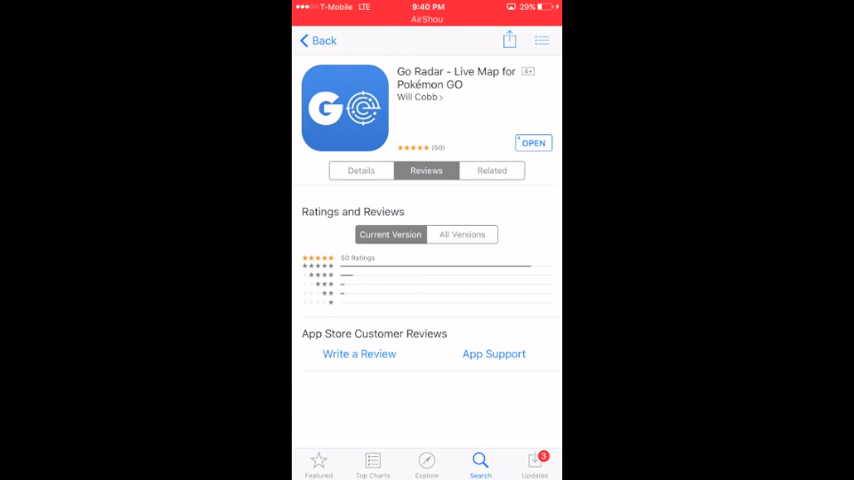 T-Mobile LTE 9:40 PM 29%
AirShou
Back
Go Radar - Live Map for 4+
Pokémon GO
Will Cobb >
(50)
OPEN
G
Details Reviews Related
Ratings and Reviews
Current Version All Versions
50 Ratings
App Store Customer Reviews
Write a Review App Support
3
Featured Top Charts Explore Search Updates